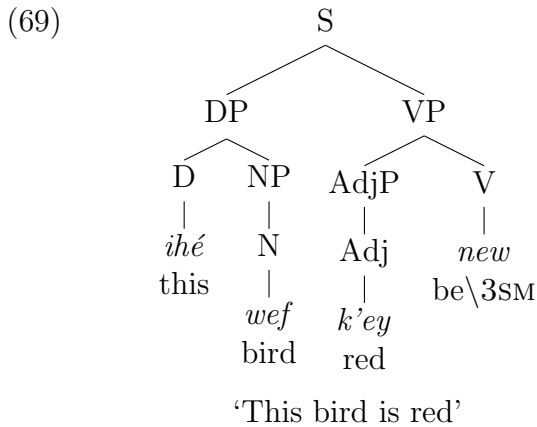 (69) S
DP VP
D NP AdjP V
ihé N Adj new
this be\3SM
wef k'ey
bird red
‘This bird is red’